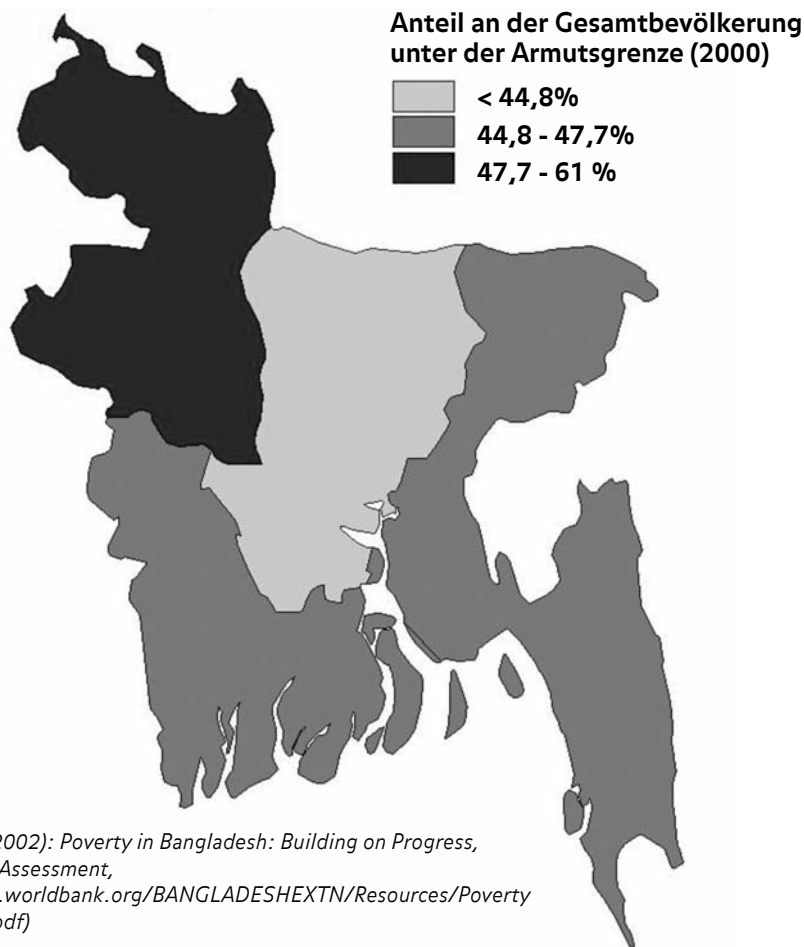 Anteil an der Gesamtbevölkerung
unter der Armutsgrenze (2000)
< 44,8%
44,8 - 47,7%
47,7 - 61 %
2002): Poverty in Bangladesh: Building on Progress,
Assessment,
.worldbank.org/BANGLADESHEXTN/Resources/Poverty
pdf)